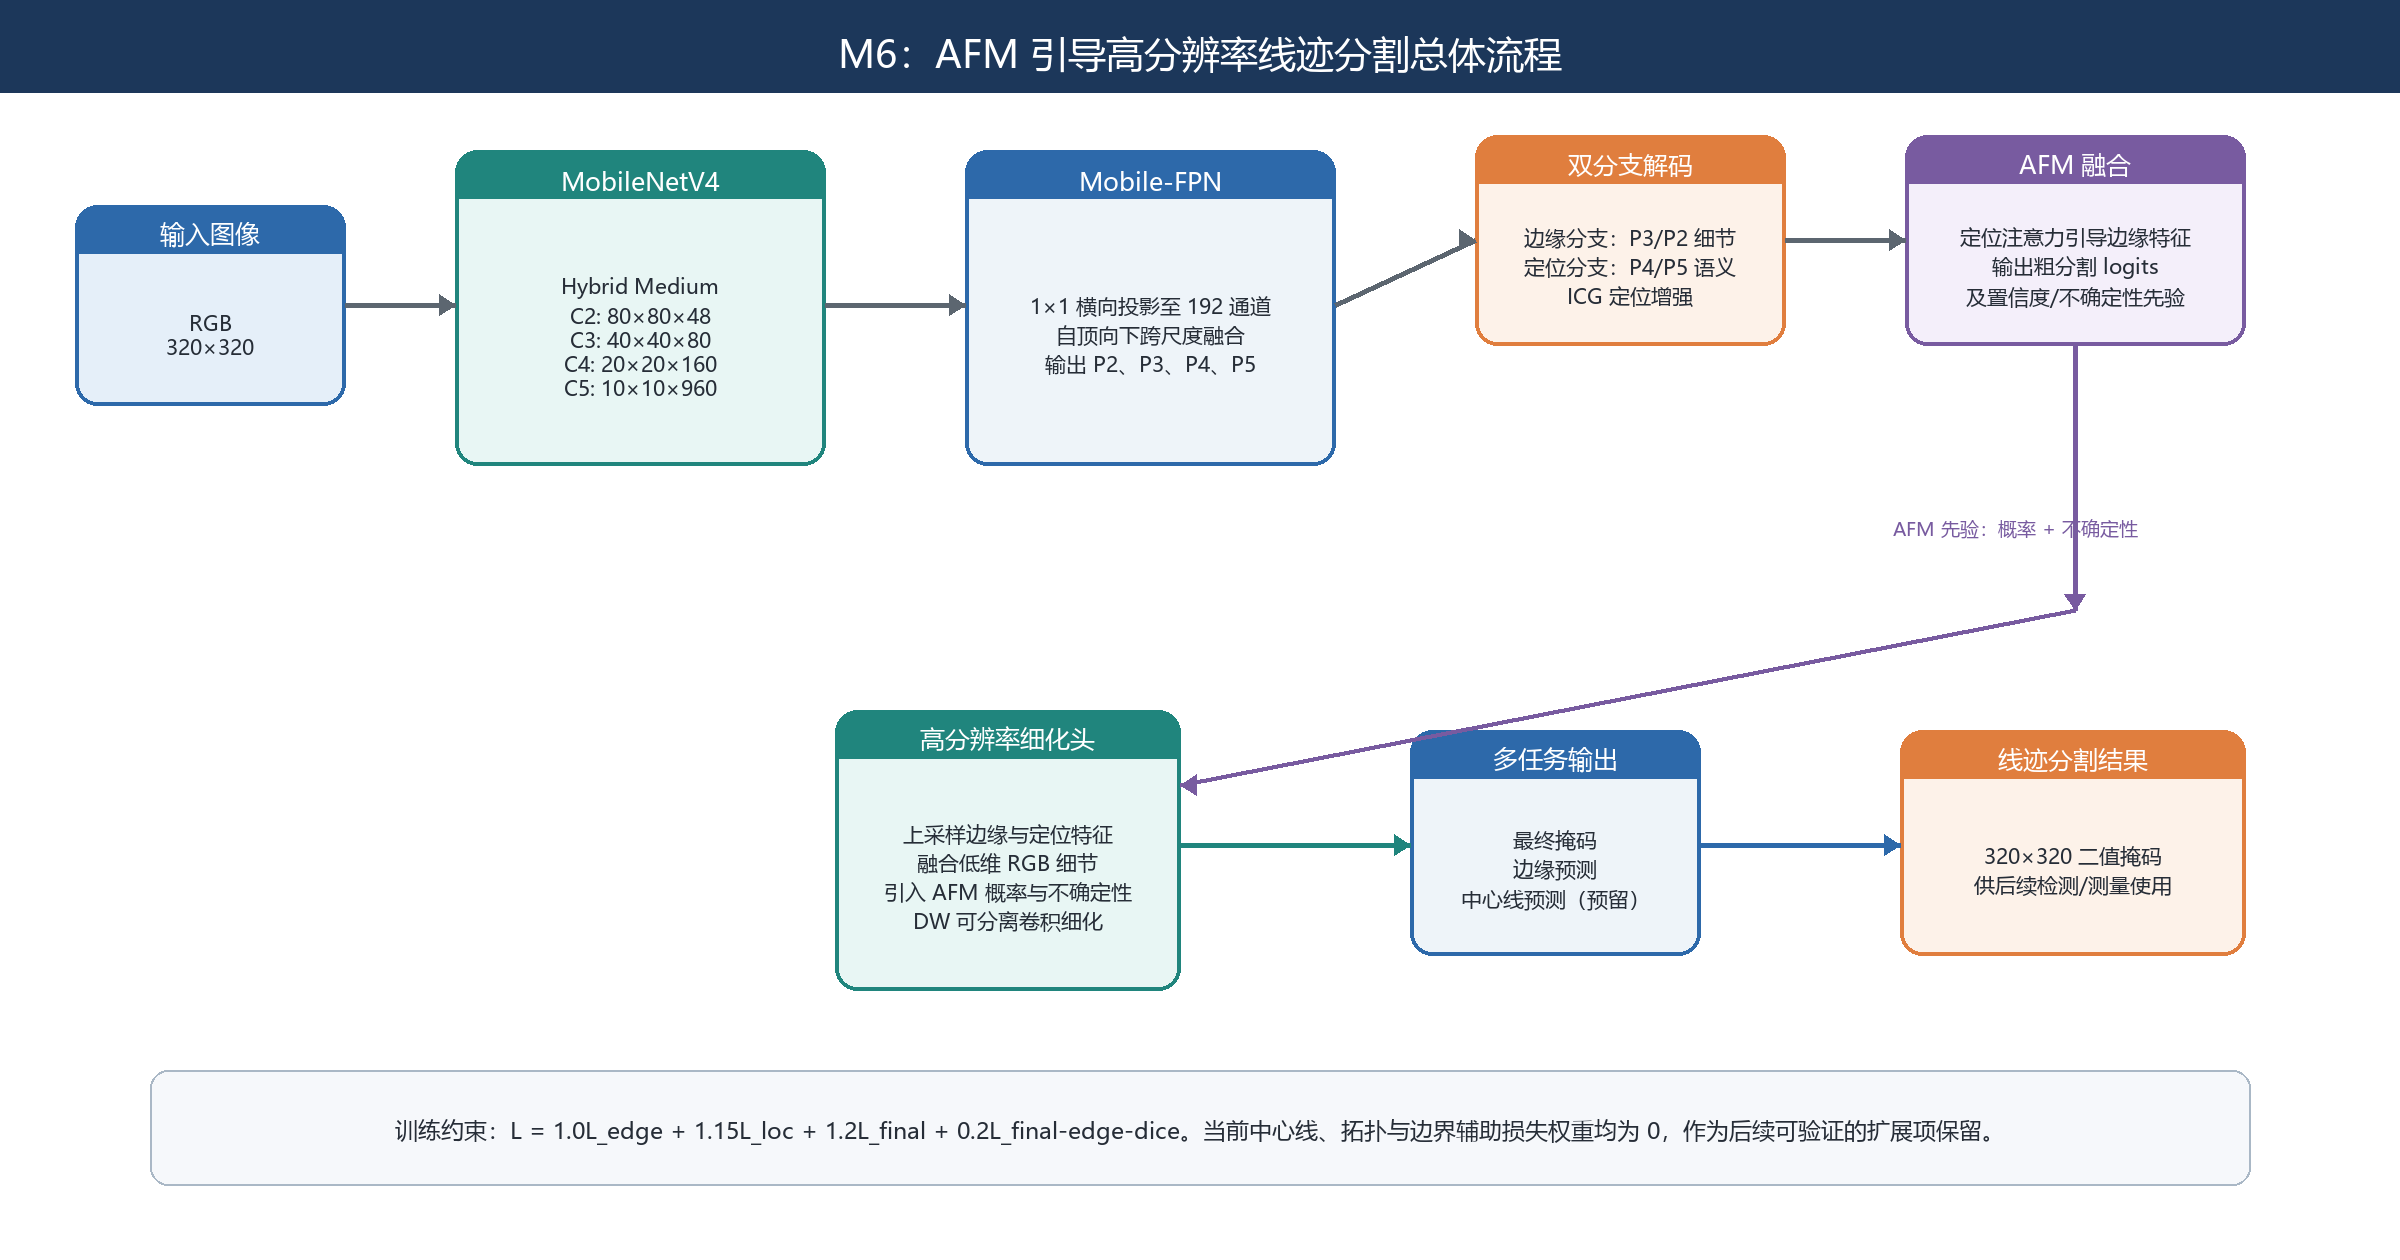 M6：AFM 引导高分辨率线迹分割总体流程
输入图像
RGB
320×320
MobileNetV4
Hybrid Medium
C2: 80×80×48
C3: 40×40×80
C4: 20×20×160
C5: 10×10×960
Mobile-FPN
1×1 横向投影至 192 通道
自顶向下跨尺度融合
输出 P2、P3、P4、P5
双分支解码
边缘分支：P3/P2 细节
定位分支：P4/P5 语义
ICG 定位增强
AFM 融合
定位注意力引导边缘特征
输出粗分割 logits
及置信度/不确定性先验
AFM 先验：概率 + 不确定性
高分辨率细化头
上采样边缘与定位特征
融合低维 RGB 细节
引入 AFM 概率与不确定性
DW 可分离卷积细化
多任务输出
最终掩码
边缘预测
中心线预测（预留）
线迹分割结果
320×320 二值掩码
供后续检测/测量使用
训练约束：L = 1.0L_edge + 1.15L_loc + 1.2L_final + 0.2L_final-edge-dice。当前中心线、拓扑与边界辅助损失权重均为 0，作为后续可验证的扩展项保留。